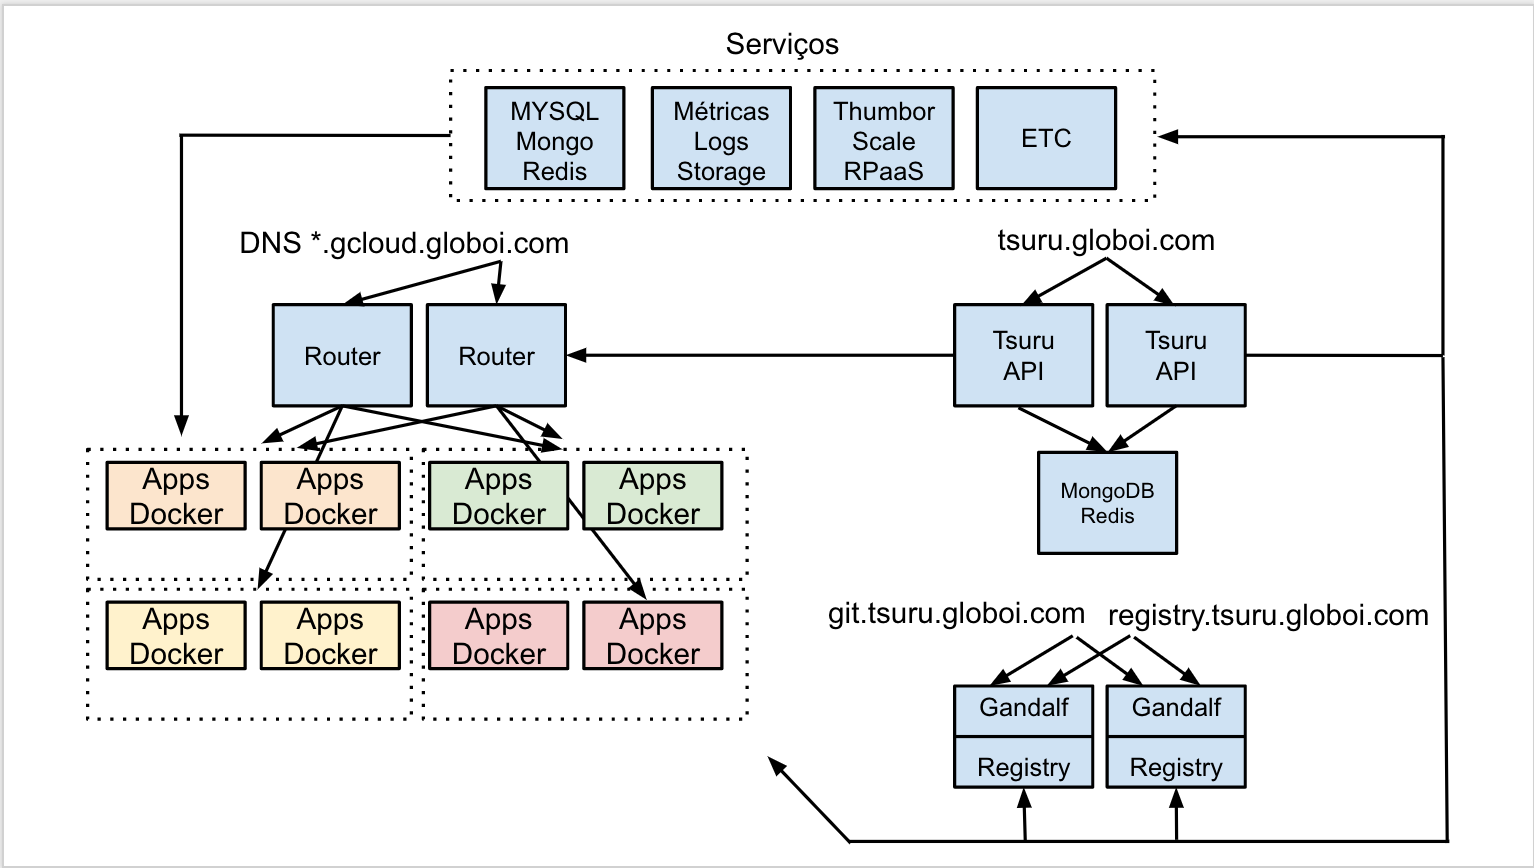 Serviços
MYSQL
Mongo
Redis
Métricas
Logs
Storage
Thumbor
Scale
RPaaS
ETC
DNS *.gcloud.globoi.com
tsuru.globoi.com
Router
Router
Tsuru
API
Tsuru
API
Apps
Docker
Apps
Docker
Apps
Docker
Apps
Docker
MongoDB
Redis
Apps
Docker
Apps
Docker
Apps
Docker
Apps
Docker
git.tsuru.globoi.com
registry.tsuru.globoi.com
Gandalf
Registry
Gandalf
Registry